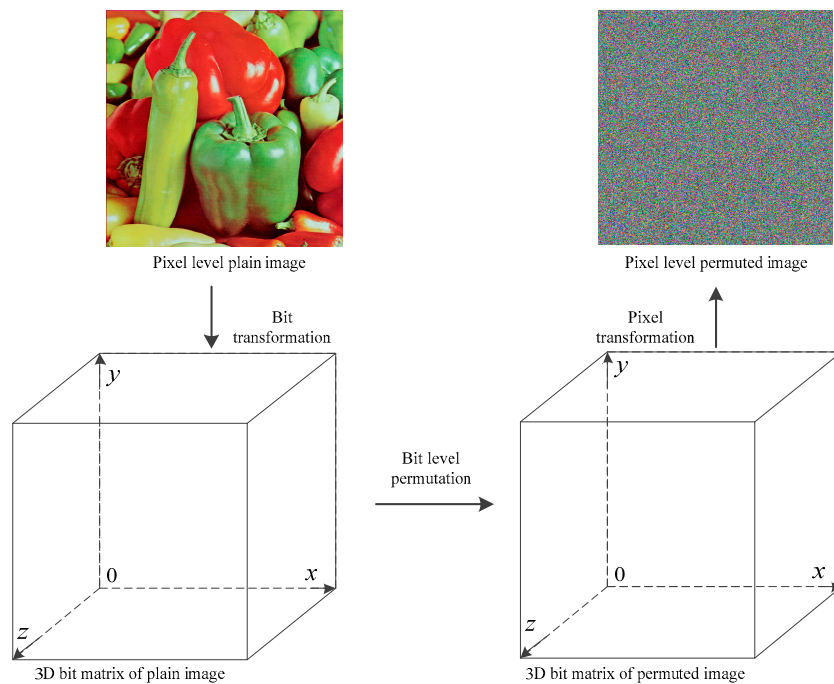 Pixel level plain image
Pixel level permuted image
Bit
transformation
Pixel
transformation
y
y
Bit level
permutation
0
x
z
0
x
z
3D bit matrix of plain image
3D bit matrix of permuted image